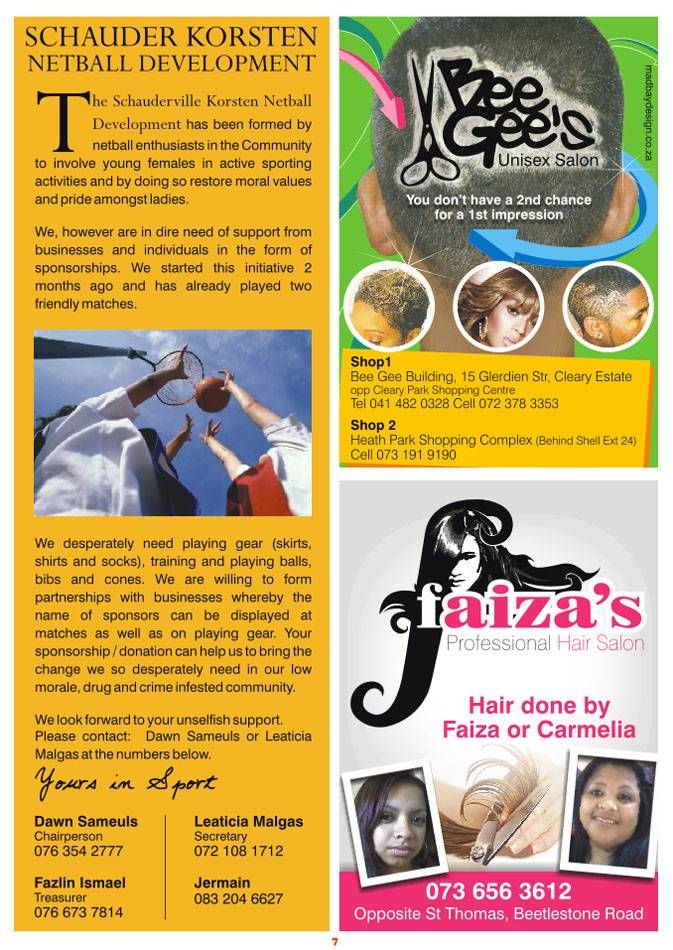 SCHAUDER KORSTEN
NETBALL DEVELOPMENT
The Schauderville Korsten Netball
Development has been formed by
netball enthusiasts in the Community
to involve young females in active sporting
activities and by doing so restore moral values
and pride amongst ladies.
We, however are in dire need of support from
businesses and individuals in the form of
sponsorships. We started this initiative 2
months ago and has already played two
friendly matches.
We desperately need playing gear (skirts,
shirts and socks), training and playing balls,
bibs and cones. We are willing to form
partnerships with businesses whereby the
name of sponsors can be displayed at
matches as well as on playing gear. Your
sponsorship / donation can help us to bring the
change we so desperately need in our low
morale, drug and crime infested community.
We look forward to your unselfish support.
Please contact: Dawn Sameuls or Leaticia
Malgas at the numbers below.
Yours in Sport
Dawn Sameuls
Chairperson
076 354 2777
Fazlin Ismael
Treasurer
076 673 7814
Leaticia Malgas
Secretary
072 108 1712
Jermain
083 204 6627
Bee
Gee's
Unisex Salon
madbaydesign.co.za
You don't have a 2nd chance
for a 1st impression
Shop1
Bee Gee Building, 15 Glerdien Str, Cleary Estate
opp Cleary Park Shopping Centre
Tel 041 482 0328 Cell 072 378 3353
Shop 2
Heath Park Shopping Complex (Behind Shell Ext 24)
Cell 073 191 9190
faiza's
Professional Hair Salon
Hair done by
Faiza or Carmelia
073 656 3612
Opposite St Thomas, Beetlestone Road
7